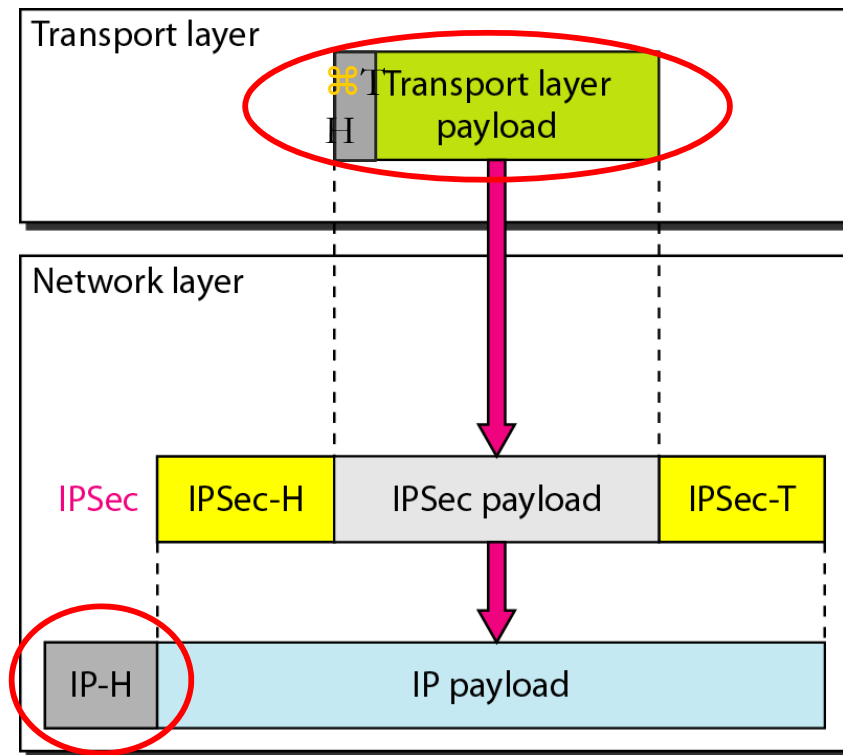 Transport layer
⌘T Transport layer
H payload
Network layer
IPSec IPSec-H IPSec payload IPSec-T
IP-H IP payload